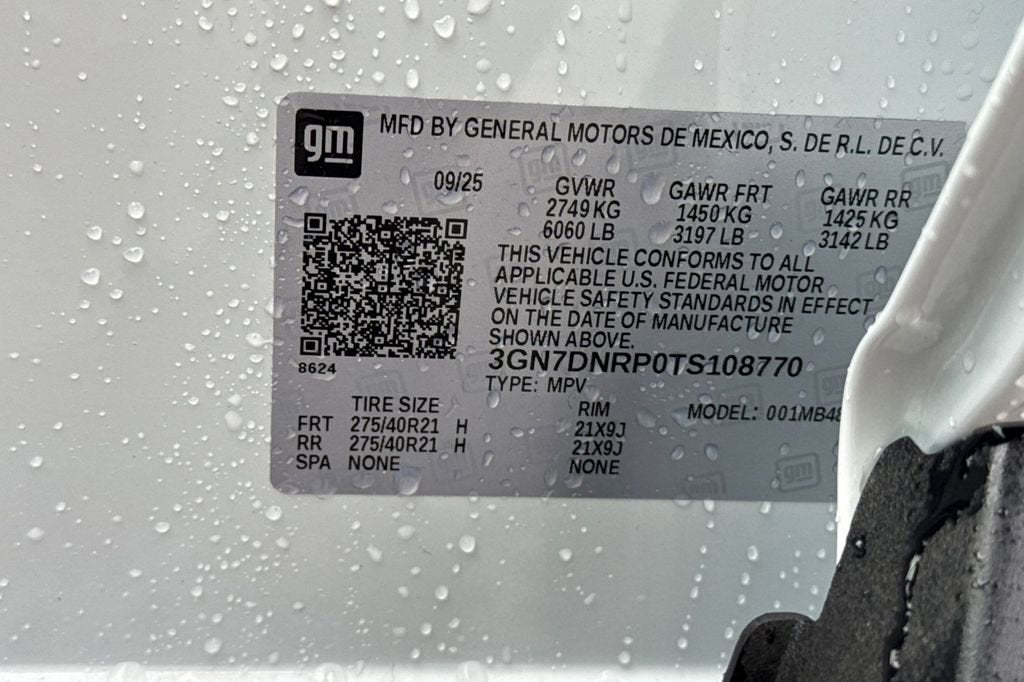 gm MFD BY GENERAL MOTORS DE MEXICO, S. DE R.L. DE C.V.
09/25 GVWR GAWR FRT GAWR RR
2749 KG 1450 KG 1425 KG
6060 LB 3197 LB 3142 LB
THIS VEHICLE CONFORMS TO ALL
APPLICABLE U.S. FEDERAL MOTOR
VEHICLE SAFETY STANDARDS IN EFFECT
ON THE DATE OF MANUFACTURE
SHOWN ABOVE.
3GN7DNRP0TS108770
8624
TYPE: MPV
TIRE SIZE RIM MODEL: 001MB48
FRT 275/40R21 H 21X9J
RR 275/40R21 H 21X9J
SPA NONE NONE